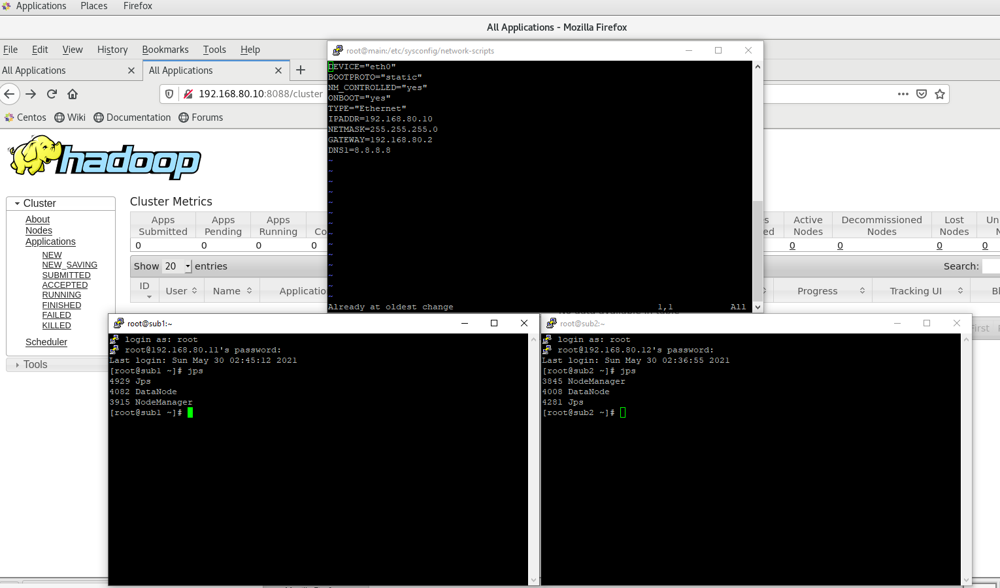 Applications Places Firefox
All Applications - Mozilla Firefox
File Edit View History Bookmarks Tools Help
All Applications
All Applications
192.168.80.10:8088/cluster
Centos Wiki Documentation Forums
hadoop
Cluster
About
Nodes
Applications
NEW
NEW_SAVING
SUBMITTED
ACCEPTED
RUNNING
FINISHED
FAILED
KILLED
Scheduler
Tools
Cluster Metrics
Apps Submitted Apps Pending Apps Running Co
0 0 0 0
Active Nodes Decommissioned Nodes Lost Nodes Un
0 0 0 0
Show 20 entries
Search:
ID User Name Application
Progress Tracking UI Bl
First
root@main:/etc/sysconfig/network-scripts
DEVICE="eth0"
BOOTPROTO="static"
NM_CONTROLLED="yes"
ONBOOT="yes"
TYPE="Ethernet"
IPADDR=192.168.80.10
NETMASK=255.255.255.0
GATEWAY=192.168.80.2
DNS1=8.8.8.8
~
~
~
~
~
~
~
~
~
~
~
~
~
~
Already at oldest change 1,1 All
root@sub1:~
login as: root
root@192.168.80.11's password:
Last login: Sun May 30 02:45:12 2021
[root@sub1 ~]# jps
4929 Jps
4082 DataNode
3915 NodeManager
[root@sub1 ~]#
root@sub2:~
login as: root
root@192.168.80.12's password:
Last login: Sun May 30 02:36:55 2021
[root@sub2 ~]# jps
3845 NodeManager
4008 DataNode
4281 Jps
[root@sub2 ~]#